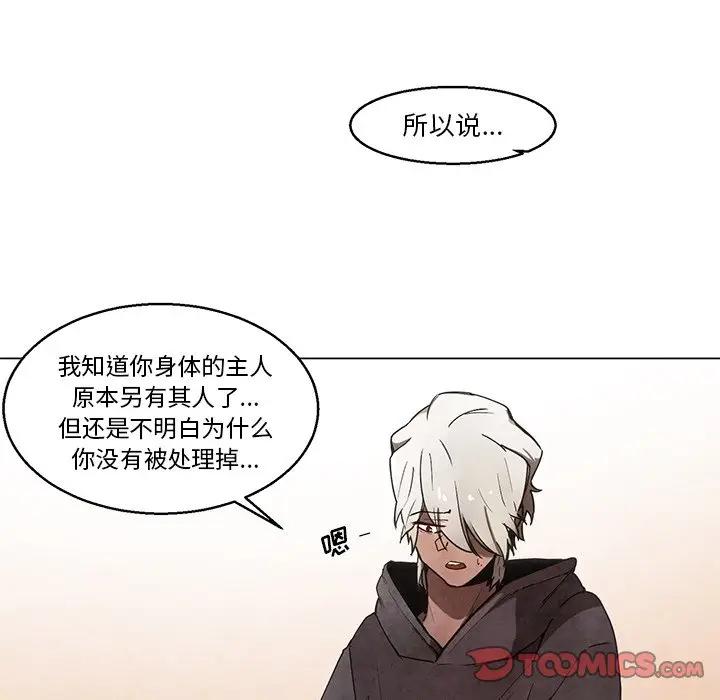 所以说...
我知道你身体的主人
原本另有其人了...
但还是不明白为什么
你没有被处理掉...
嗯-
TOOMICS.COM